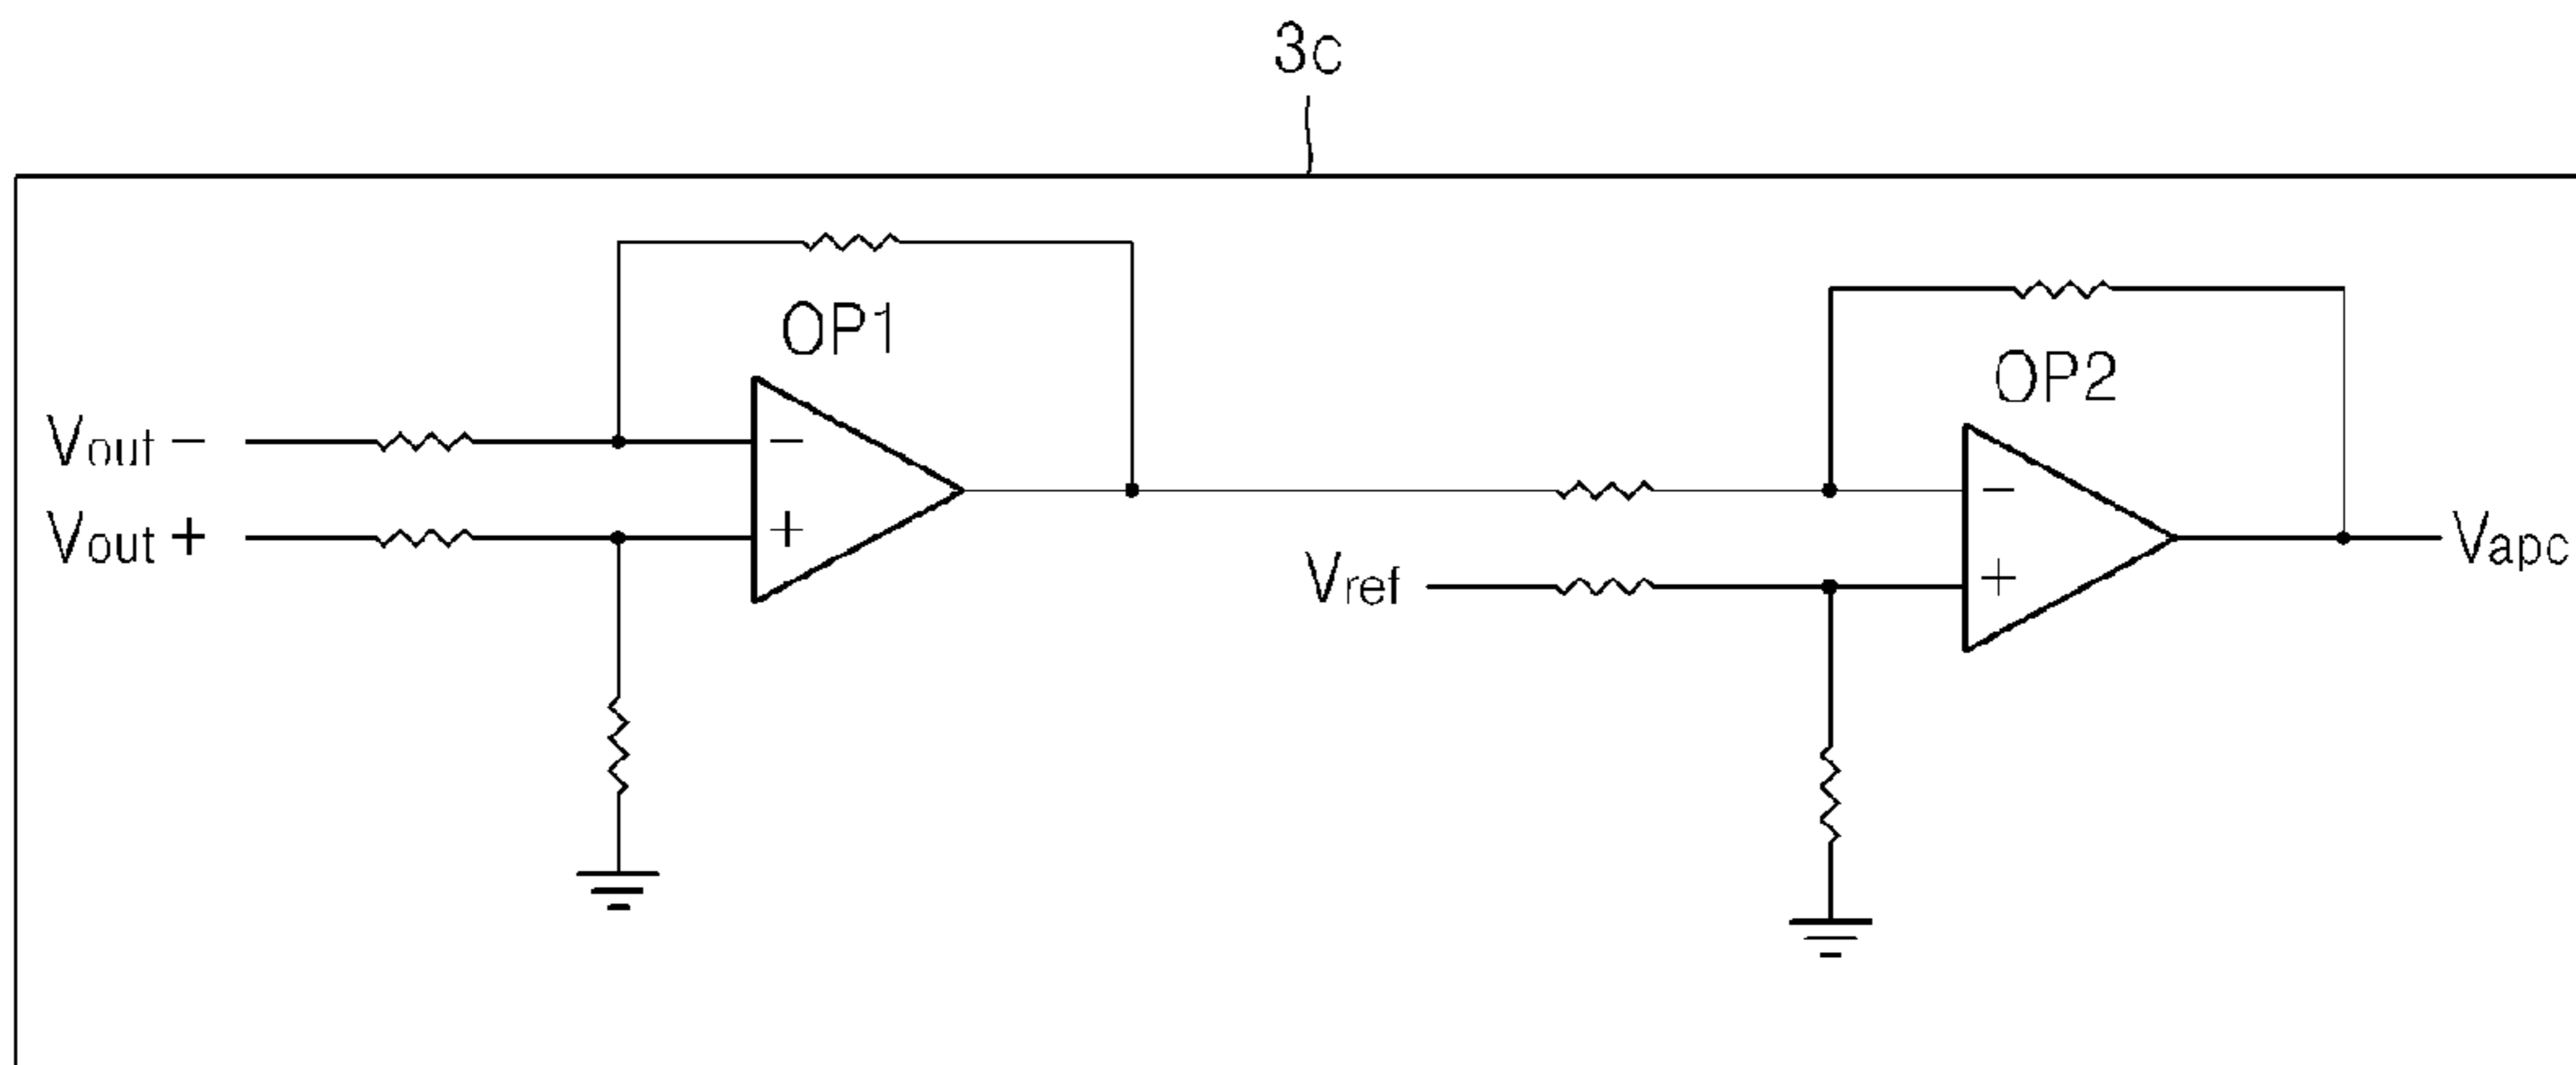 3c
OP1
OP2
Vout −
−
Vout +
+
−
Vref
+
Vapc